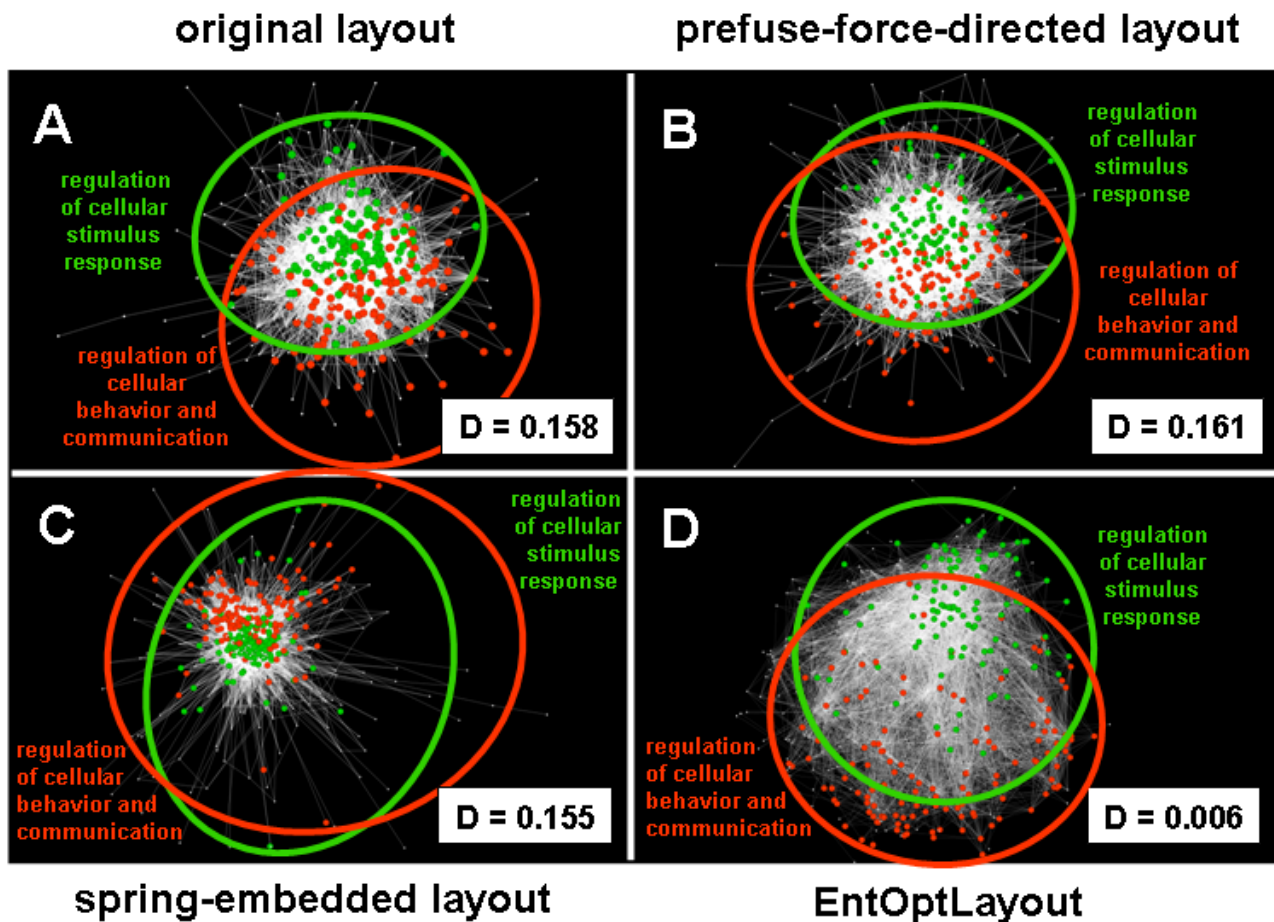 original layout
prefuse-force-directed layout
A
regulation
of cellular
stimulus
response
regulation of
cellular
behavior and
communication
D = 0.158
B
regulation
of cellular
stimulus
response
regulation of
cellular
behavior and
communication
D = 0.161
C
regulation
of cellular
stimulus
response
regulation
of cellular
behavior and
communication
D = 0.155
D
regulation
of cellular
stimulus
response
regulation
of cellular
behavior and
communication
D = 0.006
spring-embedded layout
EntOptLayout